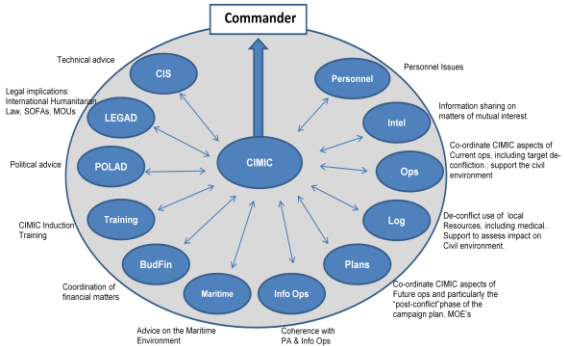 Commander
Technical advice
CIS
Personnel
Personnel Issues
Legal implications:
International Humanitarian
Law, SOFAs, MOUs
LEGAD
Intel
Information sharing on
matters of mutual interest.
Political advice
POLAD
CIMIC
Ops
Co-ordinate CIMIC aspects of
Current ops, including target de-
confliction.; support the civil
environment
CIMIC Induction
Training
Training
Log
De-conflict use of local
Resources, including medical.
Support to assess impact on
Civil environment.
BudFin
Coordination of
financial matters
Maritime
Advice on the Maritime
Environment
Info Ops
Coherence with
PA & Info Ops
Plans
Co-ordinate CIMIC aspects of
Future ops and particularly the
"post-conflict"phase of the
campaign plan. MOE's